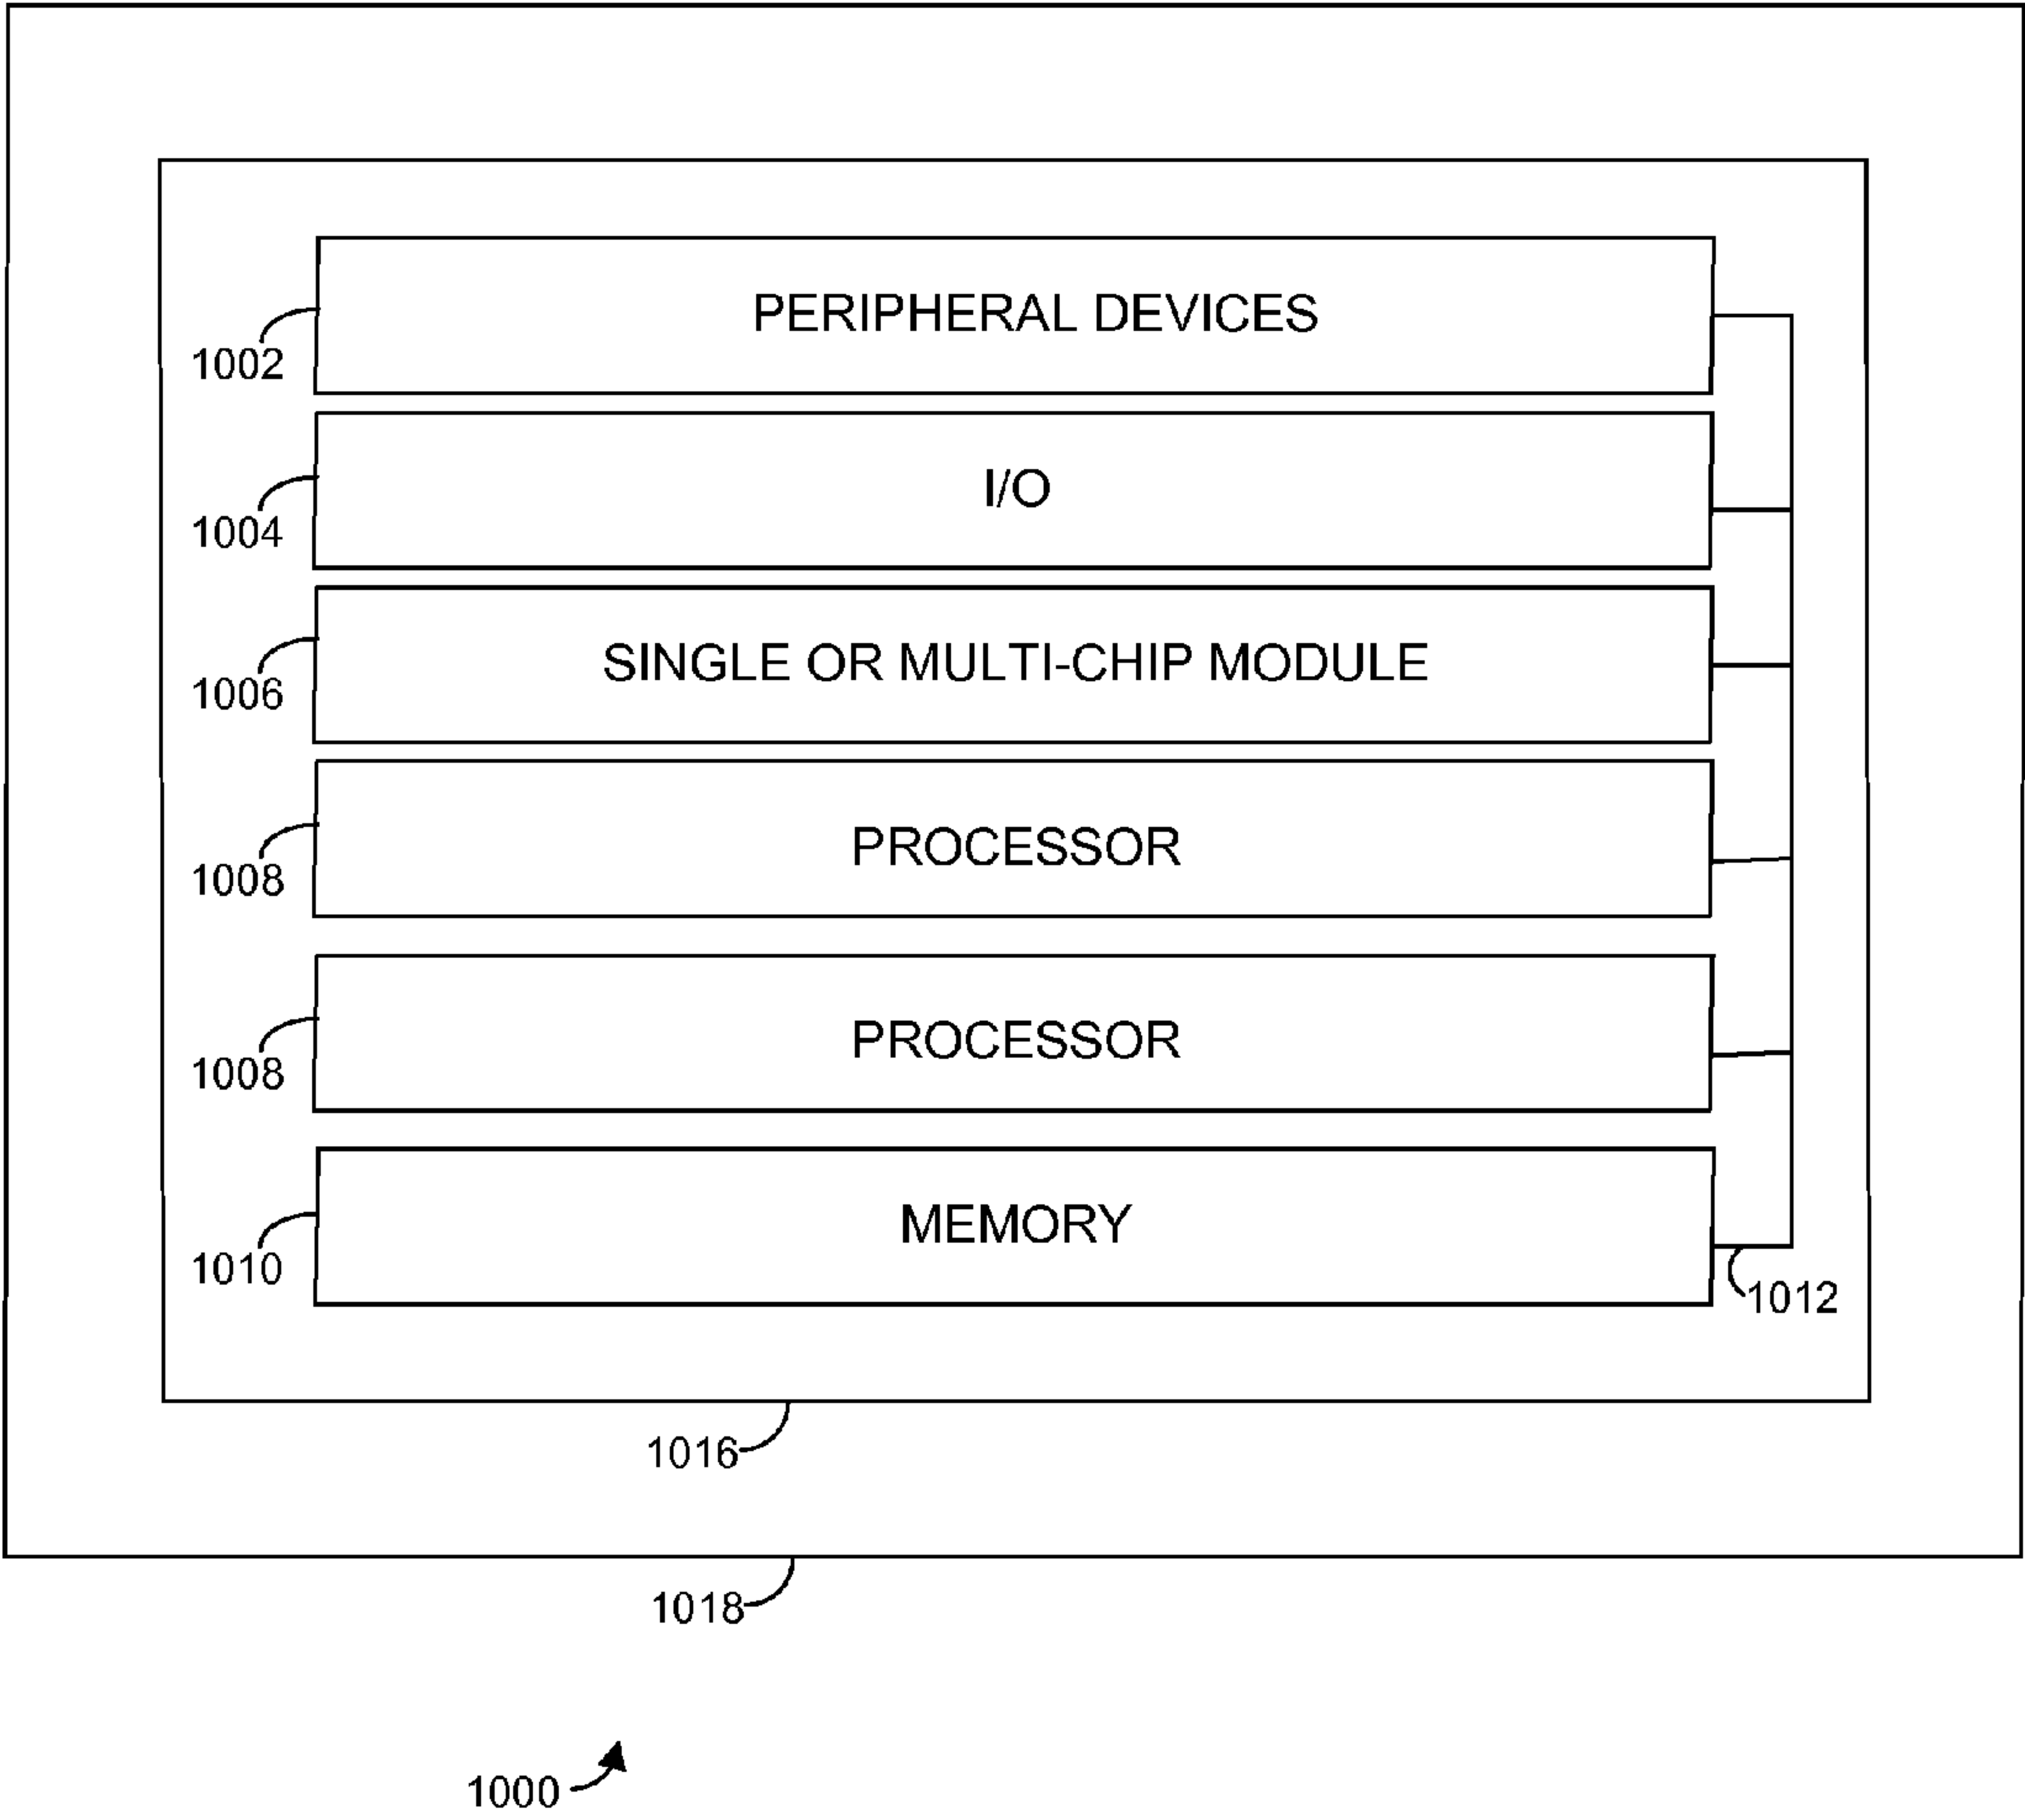 PERIPHERAL DEVICES
1002
I/O
1004
SINGLE OR MULTI-CHIP MODULE
1006
PROCESSOR
1008
PROCESSOR
1008
MEMORY
1010
1012
1016
1018
1000